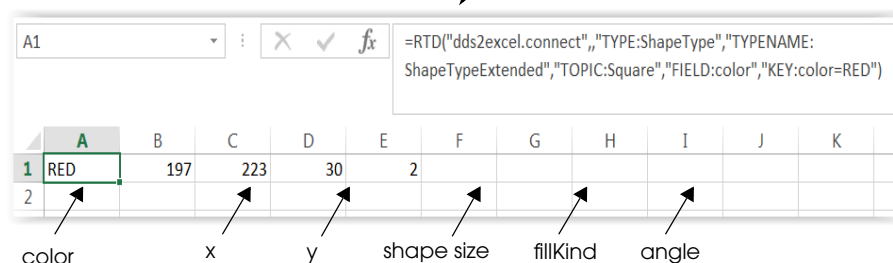 A1 fx =RTD("dds2excel.connect",,"TYPE:ShapeType","TYPENAME:
ShapeTypeExtended","TOPIC:Square","FIELD:color","KEY:color=RED")
A B C D E F G H I J K
1 RED 197 223 30 2
2
color x y shape size fillKind angle